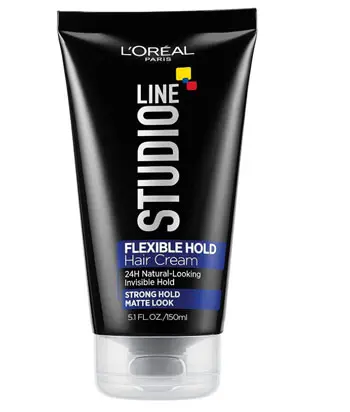 L'ORÉAL
PARIS
STUDIO LINE
FLEXIBLE HOLD
Hair Cream
24H Natural-Looking
Invisible Hold
STRONG HOLD
MATTE LOOK
5.1 FL. OZ./150ml